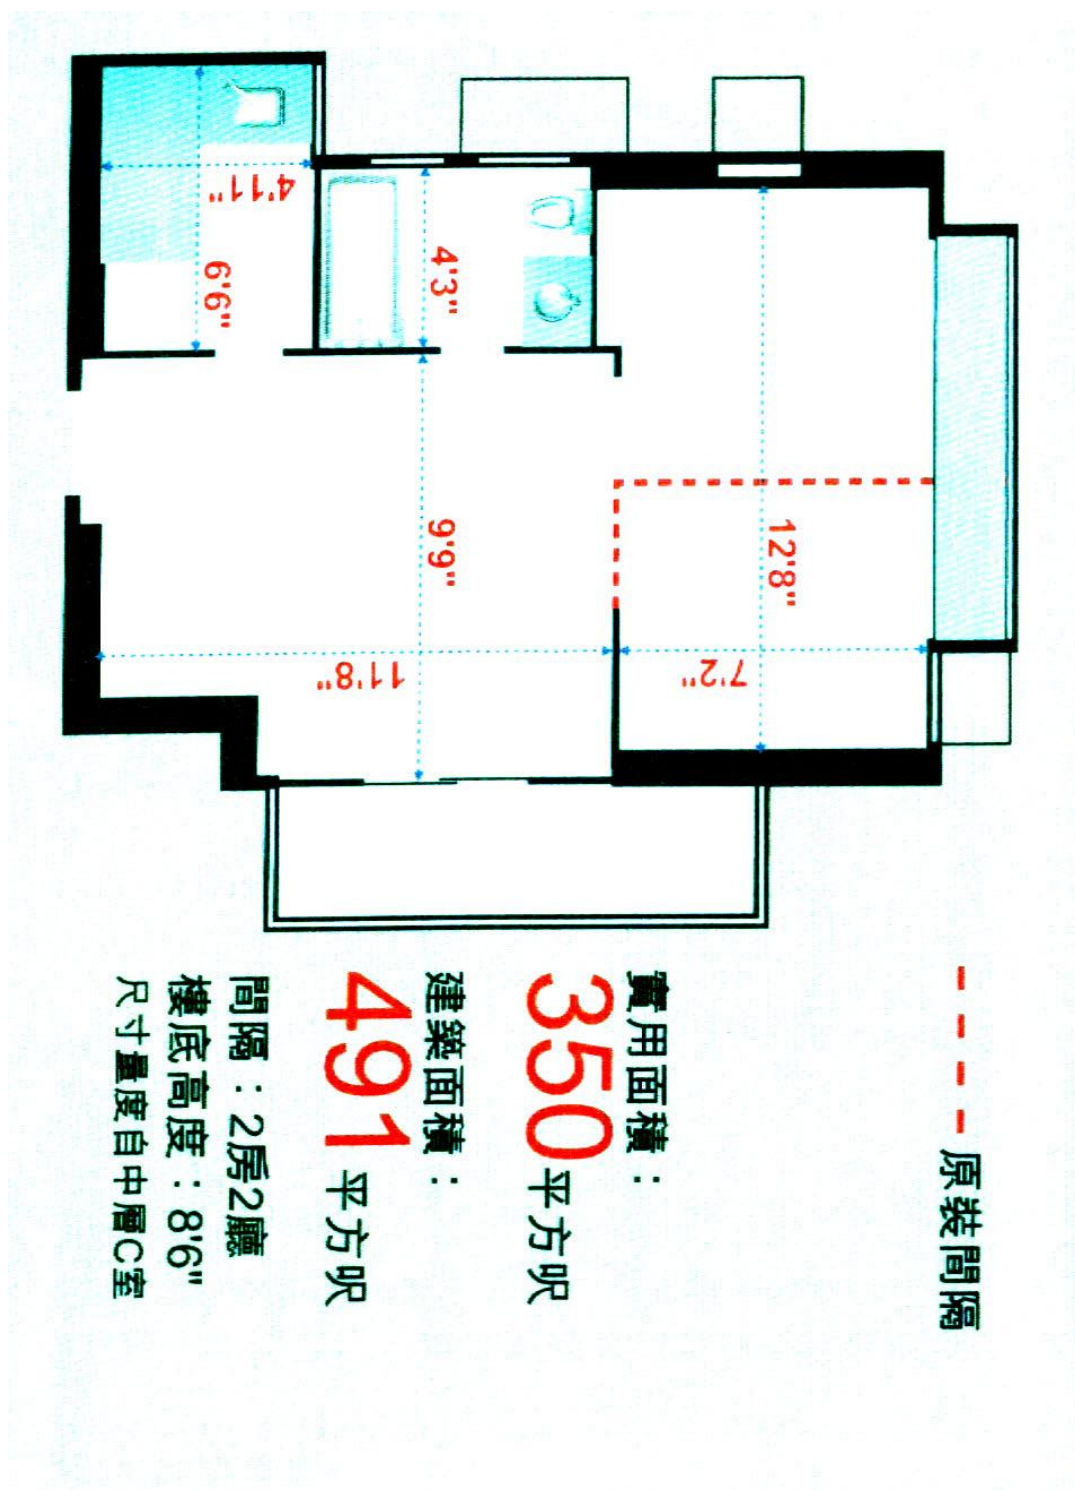 12'8"
7'2"
4'3"
9'9"
11'8"
6'6"
4'11"
原裝間隔
實用面積：
350平方呎
建築面積：
491平方呎
間隔：2房2廳
樓底高度：8'6"
尺寸量度自中層C室